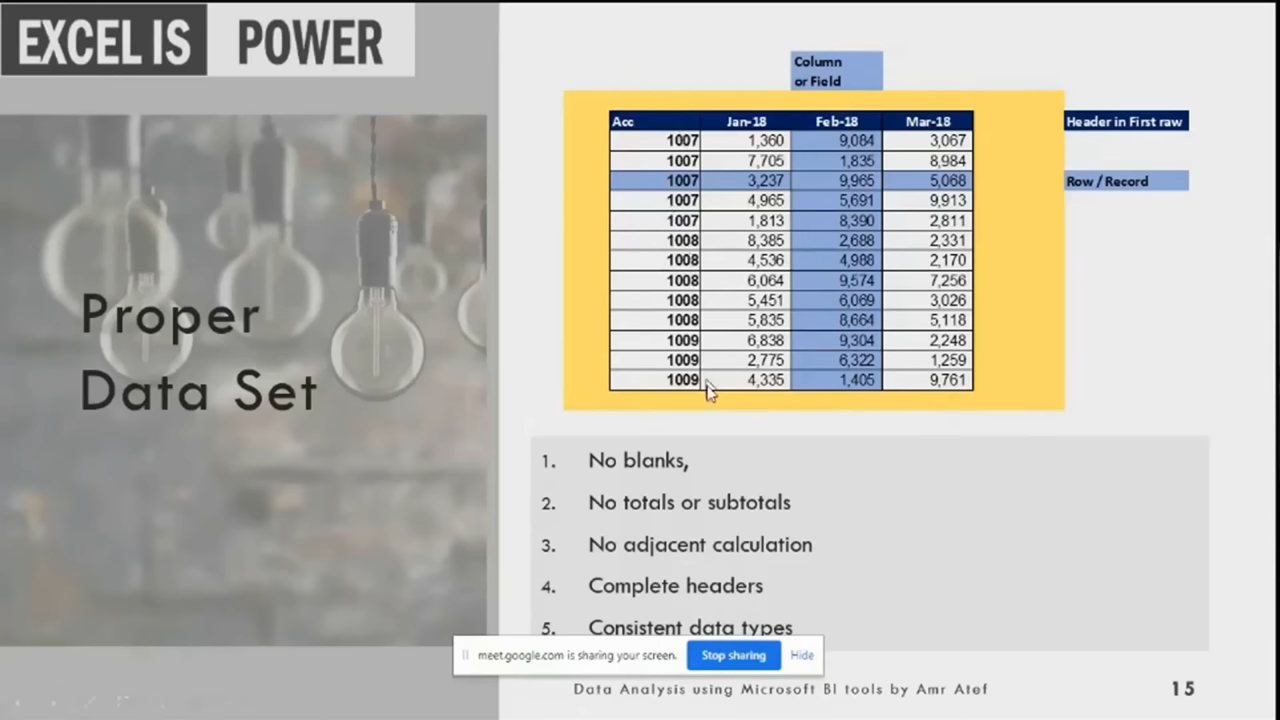 EXCEL IS POWER
Proper
Data Set
Column
or Field
Header in First raw
Row / Record
Acc Jan-18 Feb-18 Mar-18
1007 1,360 9,084 3,067
1007 7,705 1,835 8,984
1007 3,237 9,965 5,068
1007 4,965 5,691 9,913
1007 1,813 8,390 2,811
1008 8,385 2,688 2,331
1008 4,536 4,988 2,170
1008 6,064 9,574 7,256
1008 5,451 6,069 3,026
1008 5,835 8,664 5,118
1009 6,838 9,304 2,248
1009 2,775 6,322 1,259
1009 4,335 1,405 9,761
1. No blanks,
2. No totals or subtotals
3. No adjacent calculation
4. Complete headers
5. Consistent data types
meet.google.com is sharing your screen. Stop sharing Hide
Data Analysis using Microsoft BI tools by Amr Atef 15